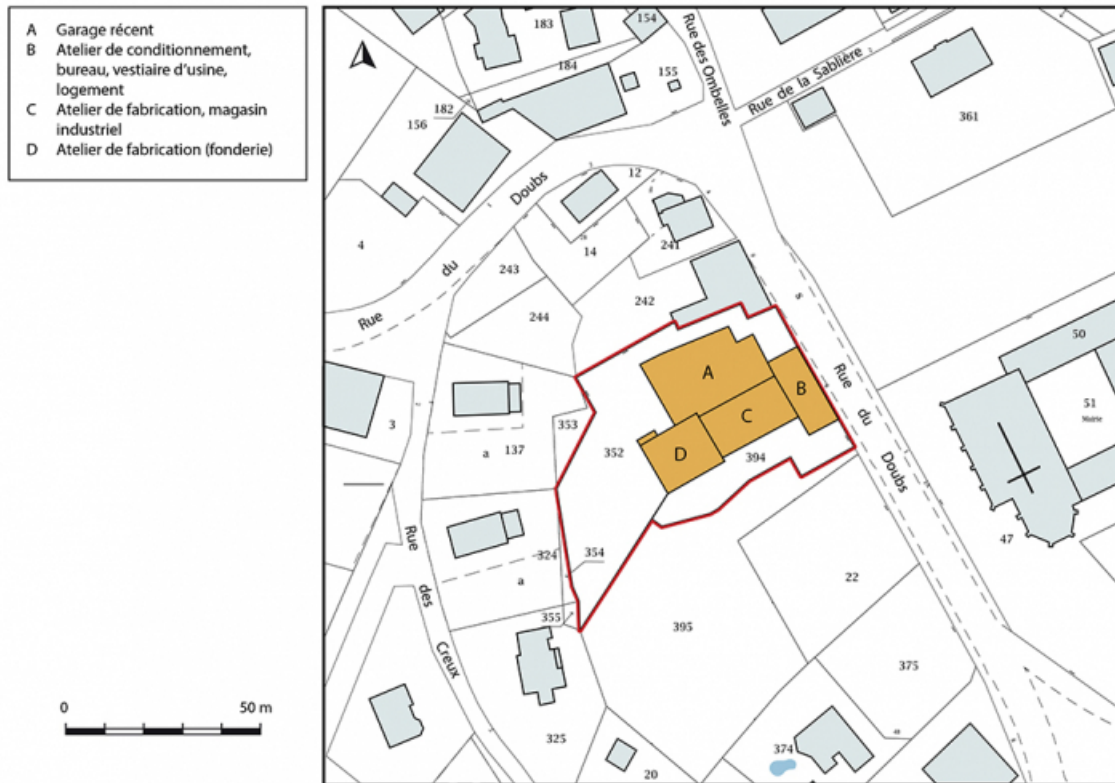 A Garage récent
B Atelier de conditionnement,
bureau, vestiaire d'usine,
logement
C Atelier de fabrication, magasin
industriel
D Atelier de fabrication (fonderie)
0 50 m
183
154
184
155
Rue des Ombelles
Rue de la Sablière
361
182
156
12
Rue du Doubs
4
14
241
243
242
244
50
51
Mairie
A
B
C
D
Rue du Doubs
3
353
352
394
a 137
47
324
354
a
22
355
395
Rue des Creux
375
325
374
20